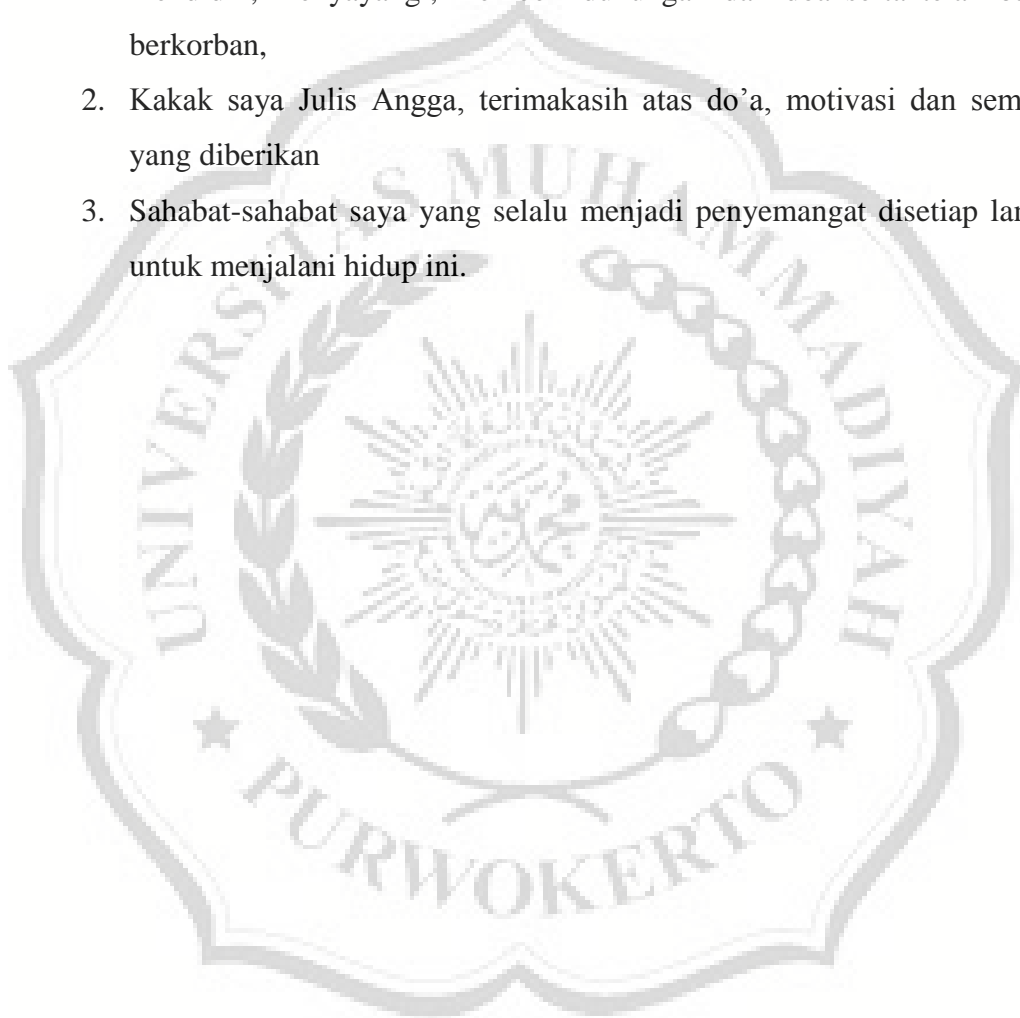 berkorban,
2. Kakak saya Julis Angga, terimakasih atas do’a, motivasi dan sem
yang diberikan
3. Sahabat-sahabat saya yang selalu menjadi penyemangat disetiap lan
untuk menjalani hidup ini.
UNIVERSITAS MUHAMMADIYAH
PURWOKERTO